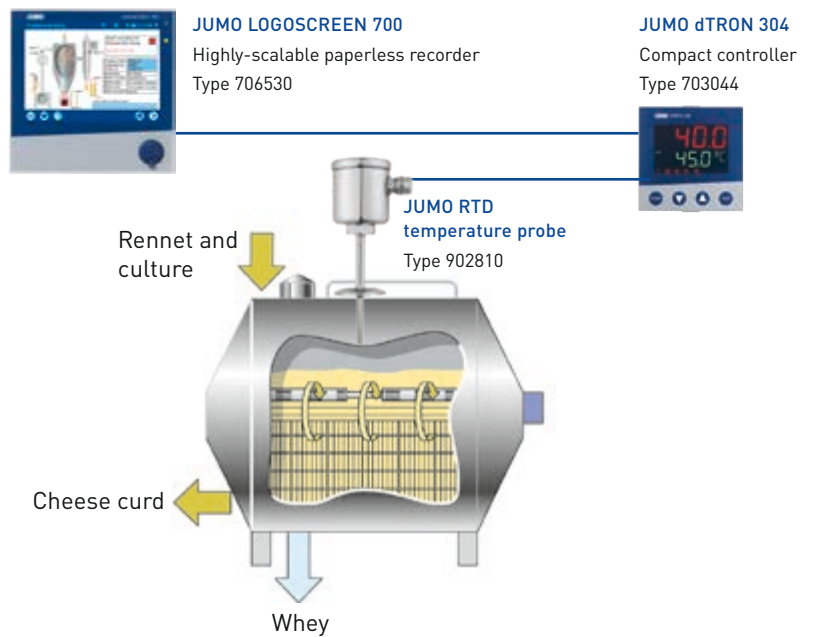 JUMO LOGOSCREEN 700
Highly-scalable paperless recorder
Type 706530
JUMO dTRON 304
Compact controller
Type 703044
40.0
45.0 °C
JUMO RTD
temperature probe
Type 902810
Rennet and
culture
Cheese curd
Whey